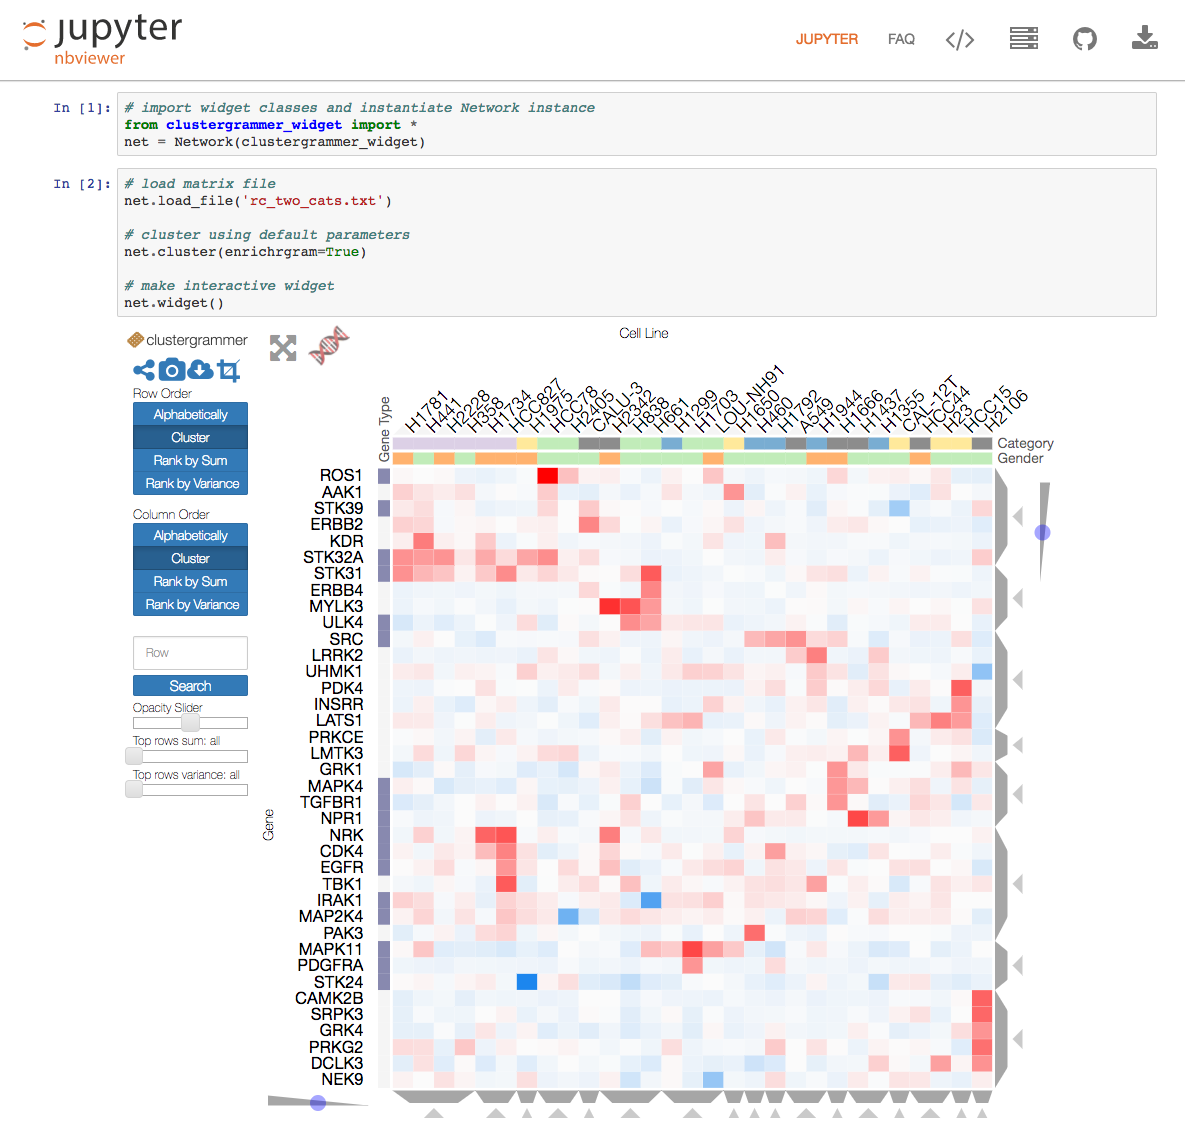 jupyter
nbviewer
JUPYTER FAQ
In [1]:
# import widget classes and instantiate Network instance
from clustergrammer_widget import *
net = Network(clustergrammer_widget)
In [2]:
# load matrix file
net.load_file('rc_two_cats.txt')
# cluster using default parameters
net.cluster(enrichrgram=True)
# make interactive widget
net.widget()
clustergrammer
Row Order
Alphabetically
Cluster
Rank by Sum
Rank by Variance
Column Order
Alphabetically
Cluster
Rank by Sum
Rank by Variance
Row
Search
Opacity Slider
Top rows sum: all
Top rows variance: all
Cell Line
H1781
H441
H2228
H358
H1734
HCC827
H1975
HCC78
H2405
CALU-3
H2342
H838
H661
H1299
H1703
LOU-NH91
H1650
H460
H1792
A549
H1944
H1666
H1437
H1355
CAL-12T
HCC44
H23
HCC15
H2106
Category
Gender
Gene Type
Gene
ROS1
AAK1
STK39
ERBB2
KDR
STK32A
STK31
ERBB4
MYLK3
ULK4
SRC
LRRK2
UHMK1
PDK4
INSRR
LATS1
PRKCE
LMTK3
GRK1
MAPK4
TGFBR1
NPR1
NRK
CDK4
EGFR
TBK1
IRAK1
MAP2K4
PAK3
MAPK11
PDGFRA
STK24
CAMK2B
SRPK3
GRK4
PRKG2
DCLK3
NEK9